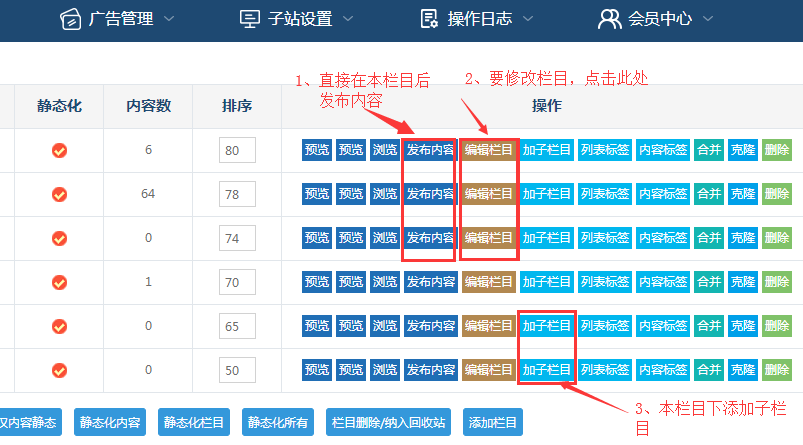 广告管理 子站设置 操作日志 会员中心
1、直接在本栏目后
发布内容
2、要修改栏目，点击此处
静态化 内容数 排序 操作
6 80 预览 预览 浏览 发布内容 编辑栏目 加子栏目 列表标签 内容标签 合并 克隆 删除
64 78 预览 预览 浏览 发布内容 编辑栏目 加子栏目 列表标签 内容标签 合并 克隆 删除
0 74 预览 预览 浏览 发布内容 编辑栏目 加子栏目 列表标签 内容标签 合并 克隆 删除
1 70 预览 预览 浏览 发布内容 编辑栏目 加子栏目 列表标签 内容标签 合并 克隆 删除
0 65 预览 预览 浏览 发布内容 编辑栏目 加子栏目 列表标签 内容标签 合并 克隆 删除
0 50 预览 预览 浏览 发布内容 编辑栏目 加子栏目 列表标签 内容标签 合并 克隆 删除
3、本栏目下添加子栏
目
仅内容静态 静态化内容 静态化栏目 静态化所有 栏目删除/纳入回收站 添加栏目